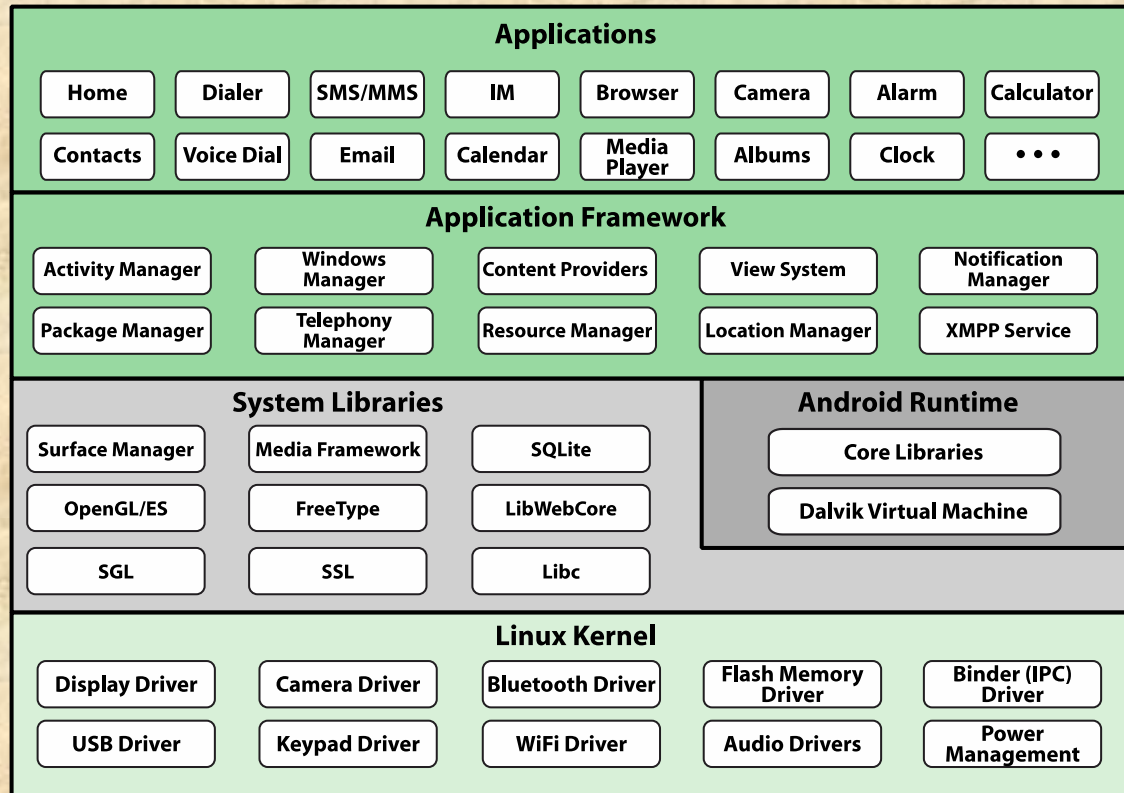 Applications
Home Dialer SMS/MMS IM Browser Camera Alarm Calculator
Contacts Voice Dial Email Calendar Media Player Albums Clock •••
Application Framework
Activity Manager Windows Manager Content Providers View System Notification Manager
Package Manager Telephony Manager Resource Manager Location Manager XMPP Service
System Libraries
Surface Manager Media Framework SQLite
OpenGL/ES FreeType LibWebCore
SGL SSL Libc
Android Runtime
Core Libraries
Dalvik Virtual Machine
Linux Kernel
Display Driver Camera Driver Bluetooth Driver Flash Memory Driver Binder (IPC) Driver
USB Driver Keypad Driver WiFi Driver Audio Drivers Power Management